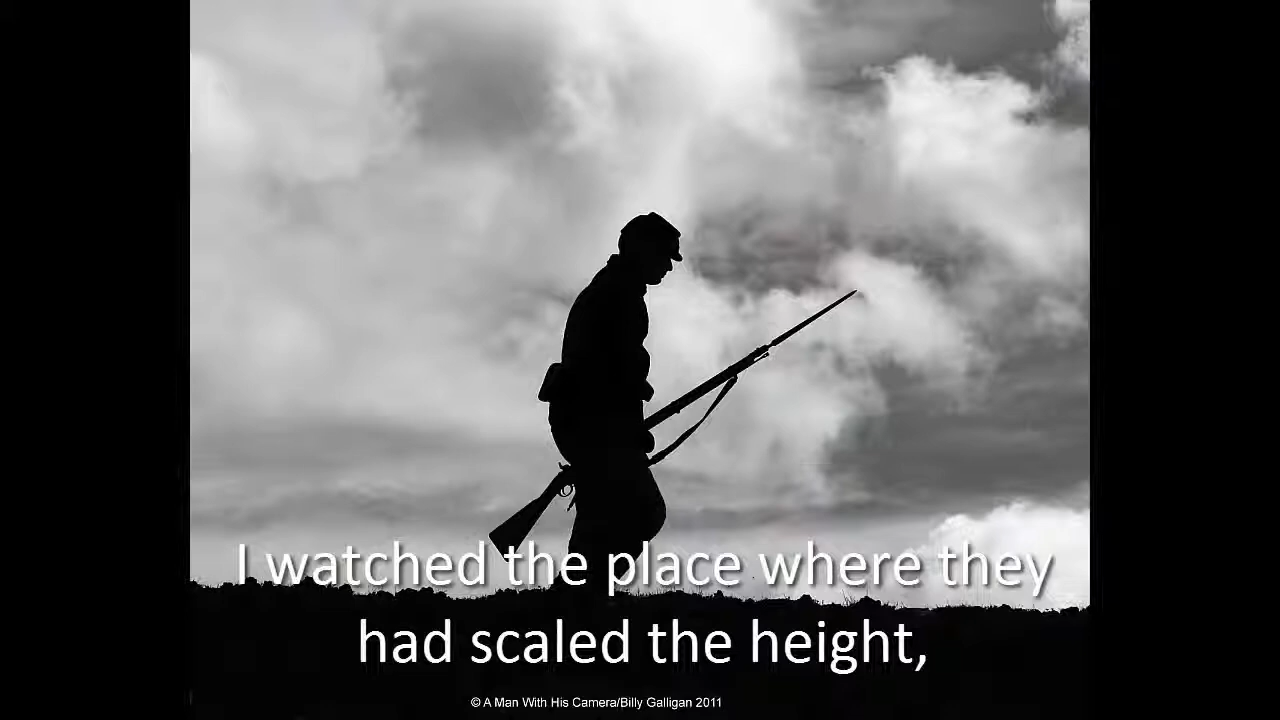 I watched the place where they
had scaled the height,
© A Man With His Camera/Billy Galligan 2011